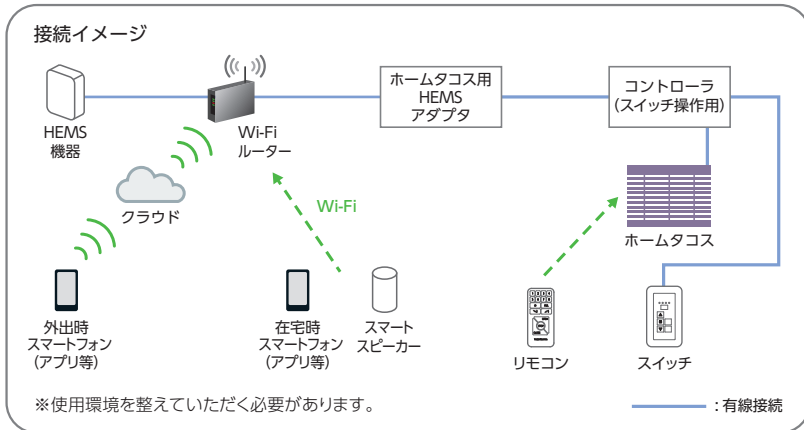 接続イメージ
HEMS
機器
Wi-Fi
ルーター
ホームタコス用
HEMS
アダプタ
コントローラ
(スイッチ操作用)
クラウド
Wi-Fi
ホームタコス
外出時
スマートフォン
(アプリ等)
在宅時
スマートフォン
(アプリ等)
スマート
スピーカー
リモコン
スイッチ
※使用環境を整えていただく必要があります。
:有線接続